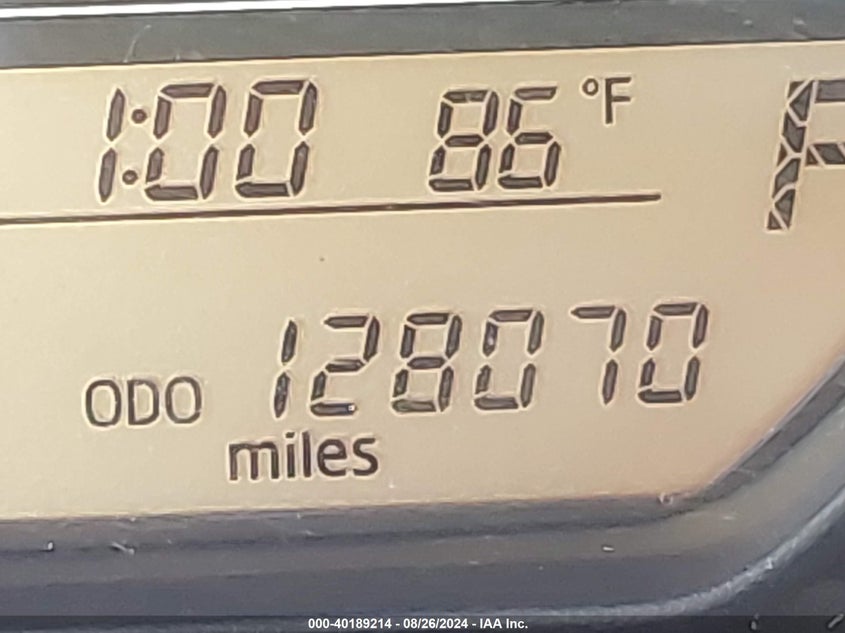 1:00 86 °F F
ODO 128070
miles
000-40189214 - 08/26/2024 - IAA Inc.